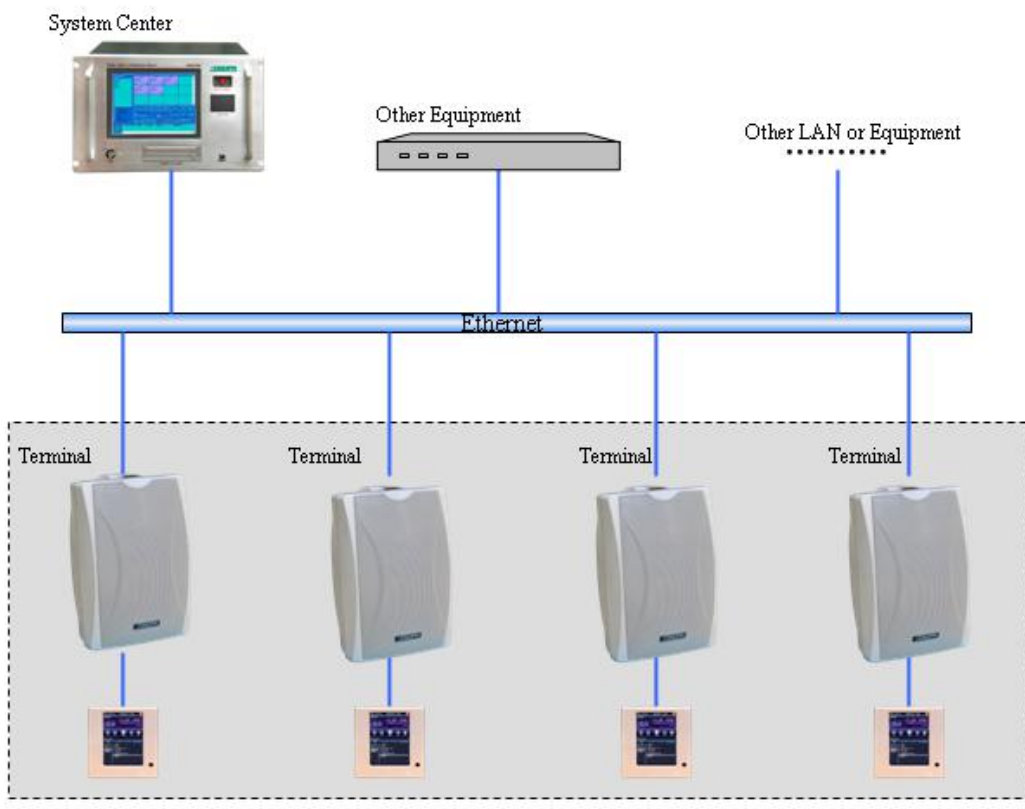 System Center
Other Equipment
Other LAN or Equipment
Ethernet
Terminal
Terminal
Terminal
Terminal